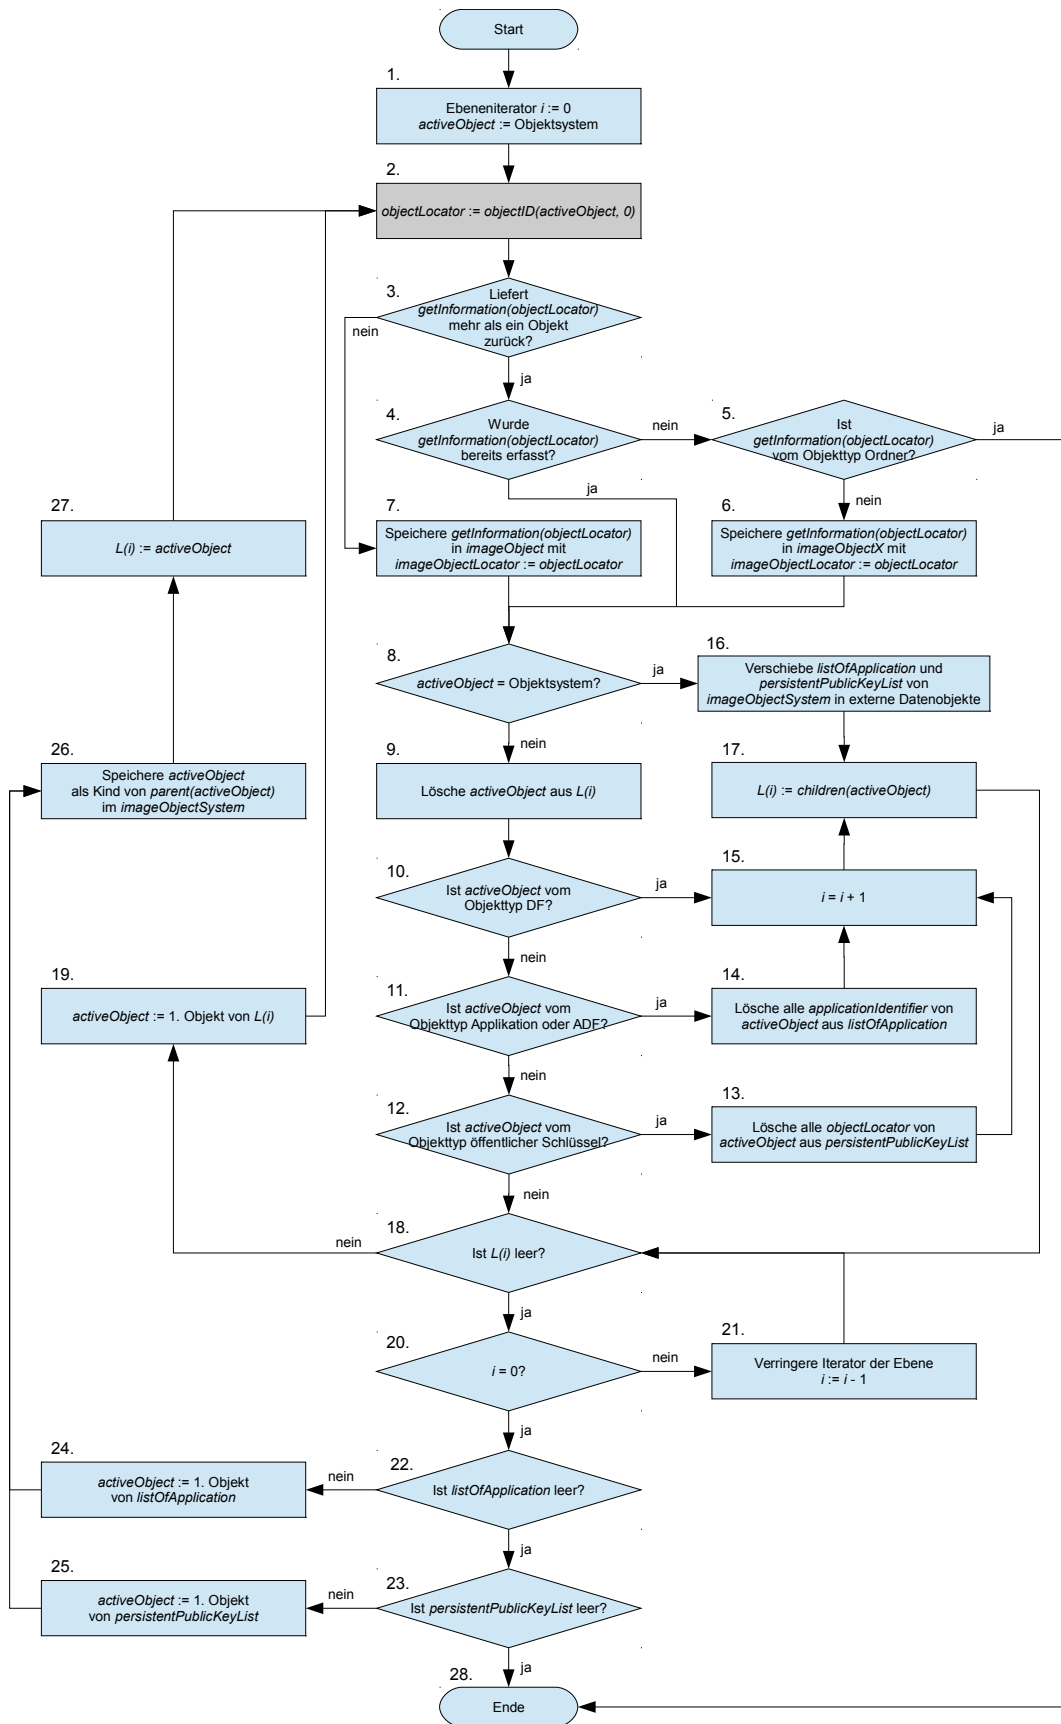 Start
1.
Ebeneniterator i := 0
activeObject := Objektsystem
2.
objectLocator := objectID(activeObject, 0)
3.
Liefert
getInformation(objectLocator)
mehr als ein Objekt
zurück?
nein
ja
4.
Wurde
getInformation(objectLocator)
bereits erfasst?
nein
ja
5.
Ist
getInformation(objectLocator)
vom Objekttyp Ordner?
ja
nein
27.
L(i) := activeObject
7.
Speichere getInformation(objectLocator)
in imageObject mit
imageObjectLocator := objectLocator
6.
Speichere getInformation(objectLocator)
in imageObjectX mit
imageObjectLocator := objectLocator
8.
activeObject = Objektsystem?
ja
nein
16.
Verschiebe listOfApplication und
persistentPublicKeyList von
imageObjectSystem in externe Datenobjekte
26.
Speichere activeObject
als Kind von parent(activeObject)
im imageObjectSystem
9.
Lösche activeObject aus L(i)
17.
L(i) := children(activeObject)
10.
Ist activeObject vom
Objekttyp DF?
ja
nein
15.
i = i + 1
19.
activeObject := 1. Objekt von L(i)
11.
Ist activeObject vom
Objekttyp Applikation oder ADF?
ja
nein
14.
Lösche alle applicationIdentifier von
activeObject aus listOfApplication
12.
Ist activeObject vom
Objekttyp öffentlicher Schlüssel?
ja
nein
13.
Lösche alle objectLocator von
activeObject aus persistentPublicKeyList
18.
Ist L(i) leer?
nein
ja
20.
i = 0?
nein
ja
21.
Verringere Iterator der Ebene
i := i - 1
24.
activeObject := 1. Objekt
von listOfApplication
22.
Ist listOfApplication leer?
nein
ja
25.
activeObject := 1. Objekt
von persistentPublicKeyList
23.
Ist persistentPublicKeyList leer?
nein
ja
28.
Ende